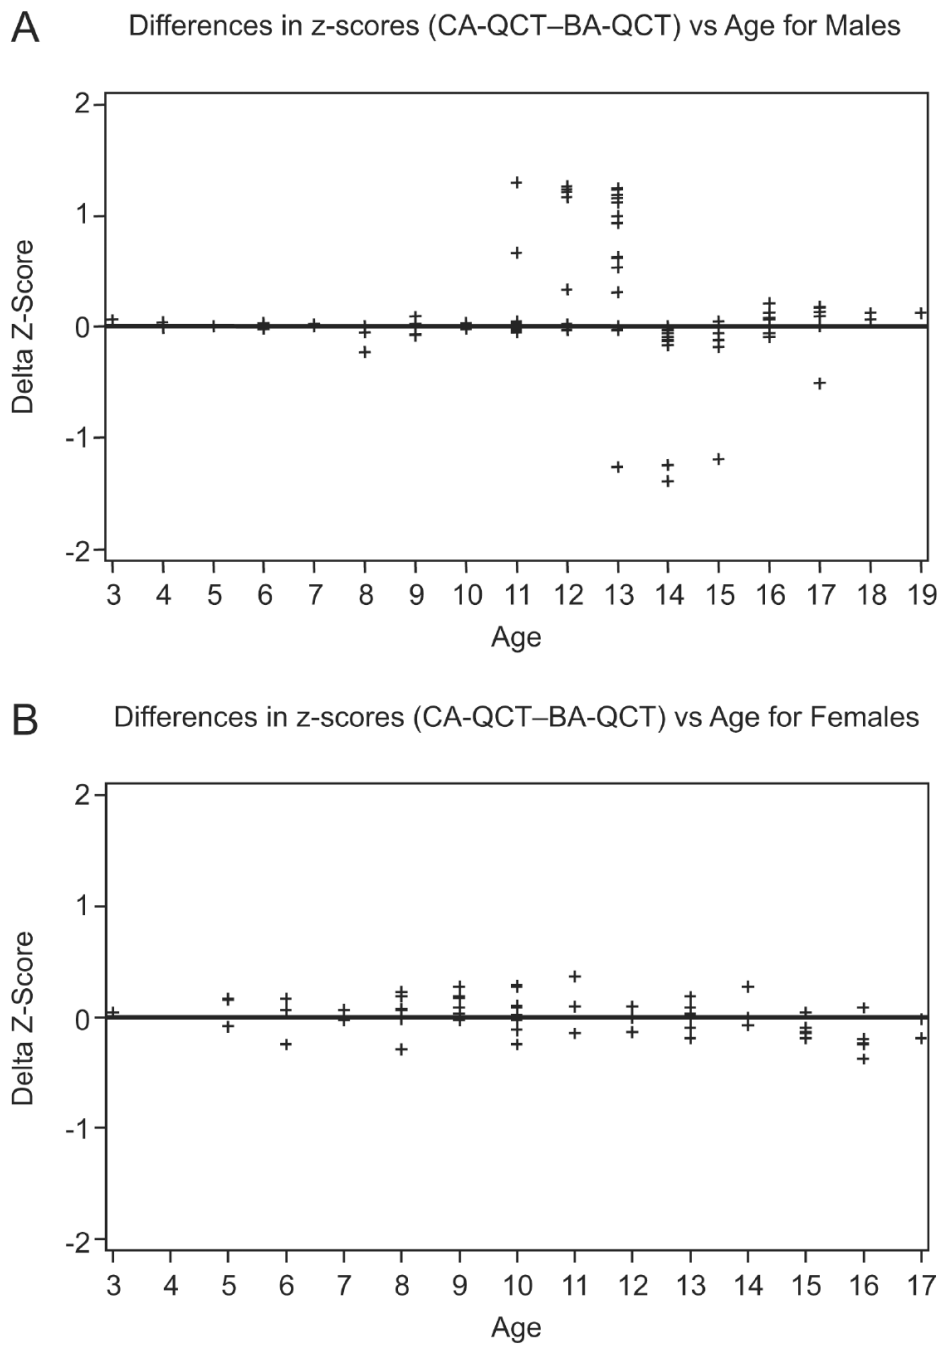 A
Differences in z-scores (CA-QCT–BA-QCT) vs Age for Males
Delta Z-Score
2
1
0
-1
-2
3 4 5 6 7 8 9 10 11 12 13 14 15 16 17 18 19
Age
B
Differences in z-scores (CA-QCT–BA-QCT) vs Age for Females
Delta Z-Score
2
1
0
-1
-2
3 4 5 6 7 8 9 10 11 12 13 14 15 16 17
Age